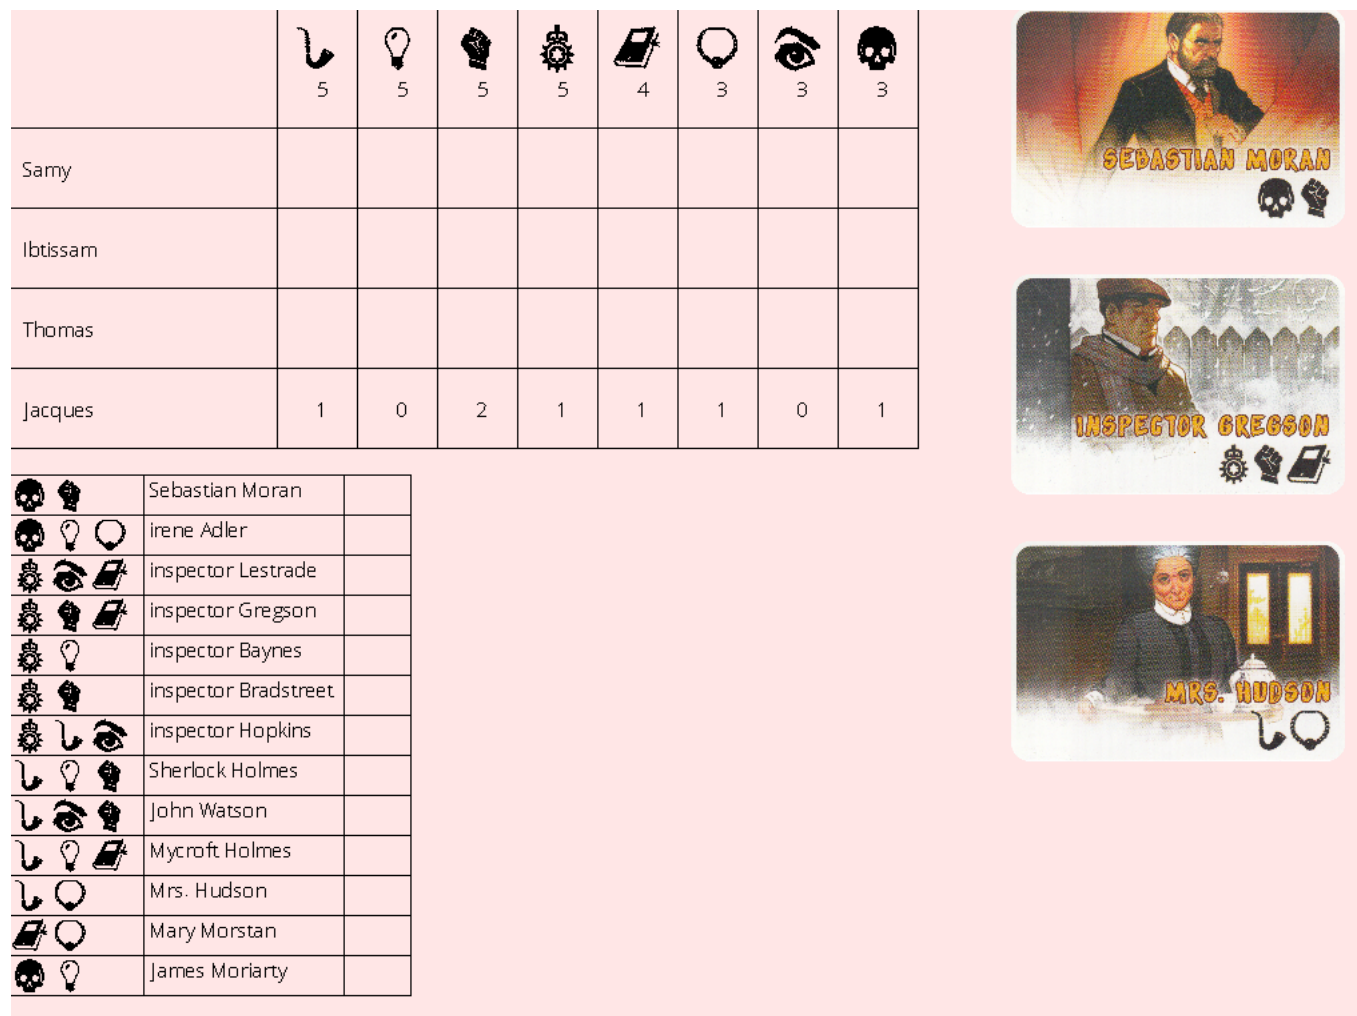 5 5 5 5 4 3 3 3
Samy
Ibtissam
Thomas
Jacques 1 0 2 1 1 1 0 1
Sebastian Moran
irene Adler
inspector Lestrade
inspector Gregson
inspector Baynes
inspector Bradstreet
inspector Hopkins
Sherlock Holmes
John Watson
Mycroft Holmes
Mrs. Hudson
Mary Morstan
James Moriarty
SEBASTIAN MORAN
INSPECTOR GREGSON
MRS. HUDSON